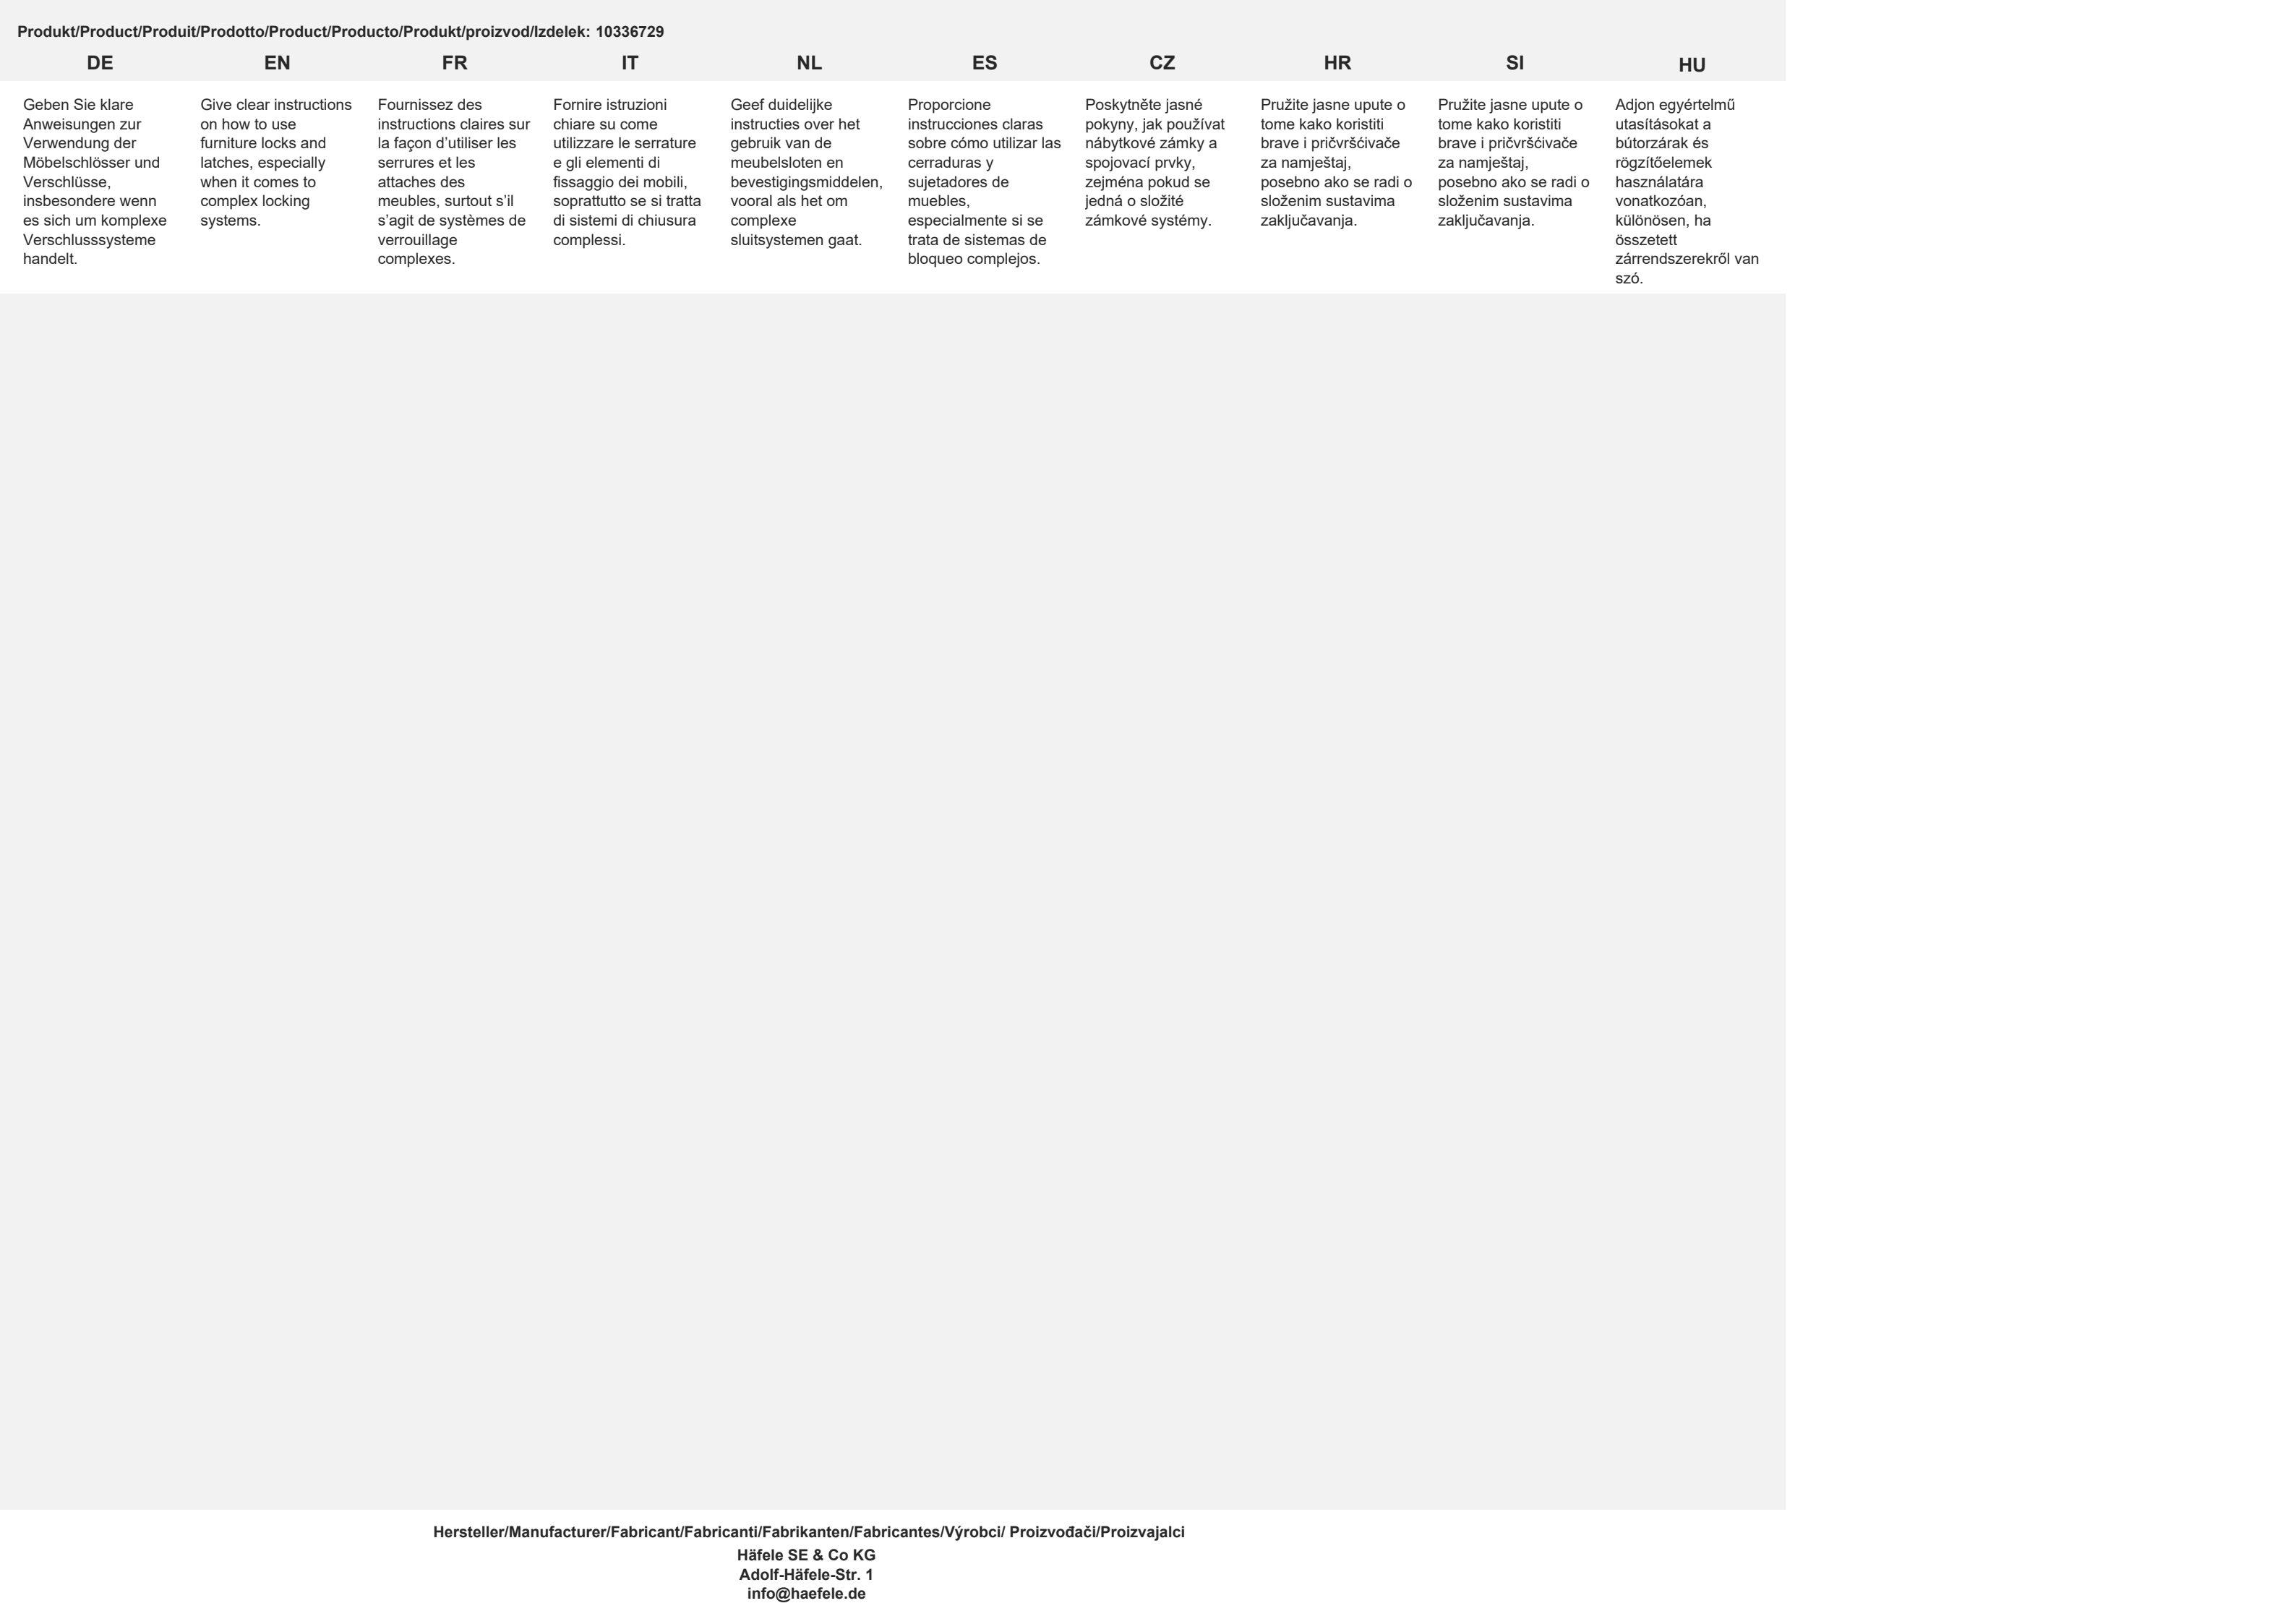 Produkt/Product/Produit/Prodotto/Product/Producto/Produkt/proizvod/Izdelek: 10336729
DE
EN
FR
IT
NL
ES
CZ
HR
SI
HU
Geben Sie klare
Anweisungen zur
Verwendung der
Möbelschlösser und
Verschlüsse,
insbesondere wenn
es sich um komplexe
Verschlusssysteme
handelt.
Give clear instructions
on how to use
furniture locks and
latches, especially
when it comes to
complex locking
systems.
Fournissez des
instructions claires sur
la façon d’utiliser les
serrures et les
attaches des
meubles, surtout s’il
s’agit de systèmes de
verrouillage
complexes.
Fornire istruzioni
chiare su come
utilizzare le serrature
e gli elementi di
fissaggio dei mobili,
soprattutto se si tratta
di sistemi di chiusura
complessi.
Geef duidelijke
instructies over het
gebruik van de
meubelsloten en
bevestigingsmiddelen,
vooral als het om
complexe
sluitsystemen gaat.
Proporcione
instrucciones claras
sobre cómo utilizar las
cerraduras y
sujetadores de
muebles,
especialmente si se
trata de sistemas de
bloqueo complejos.
Poskytněte jasné
pokyny, jak používat
nábytkové zámky a
spojovací prvky,
zejména pokud se
jedná o složité
zámkové systémy.
Pružite jasne upute o
tome kako koristiti
brave i pričvršćivače
za namještaj,
posebno ako se radi o
složenim sustavima
zaključavanja.
Pružite jasne upute o
tome kako koristiti
brave i pričvršćivače
za namještaj,
posebno ako se radi o
složenim sustavima
zaključavanja.
Adjon egyértelmű
utasításokat a
bútorzárak és
rögzítőelemek
használatára
vonatkozóan,
különösen, ha
összetett
zárrendszerekről van
szó.
Hersteller/Manufacturer/Fabricant/Fabricanti/Fabrikanten/Fabricantes/Výrobci/ Proizvođači/Proizvajalci
Häfele SE & Co KG
Adolf-Häfele-Str. 1
info@haefele.de